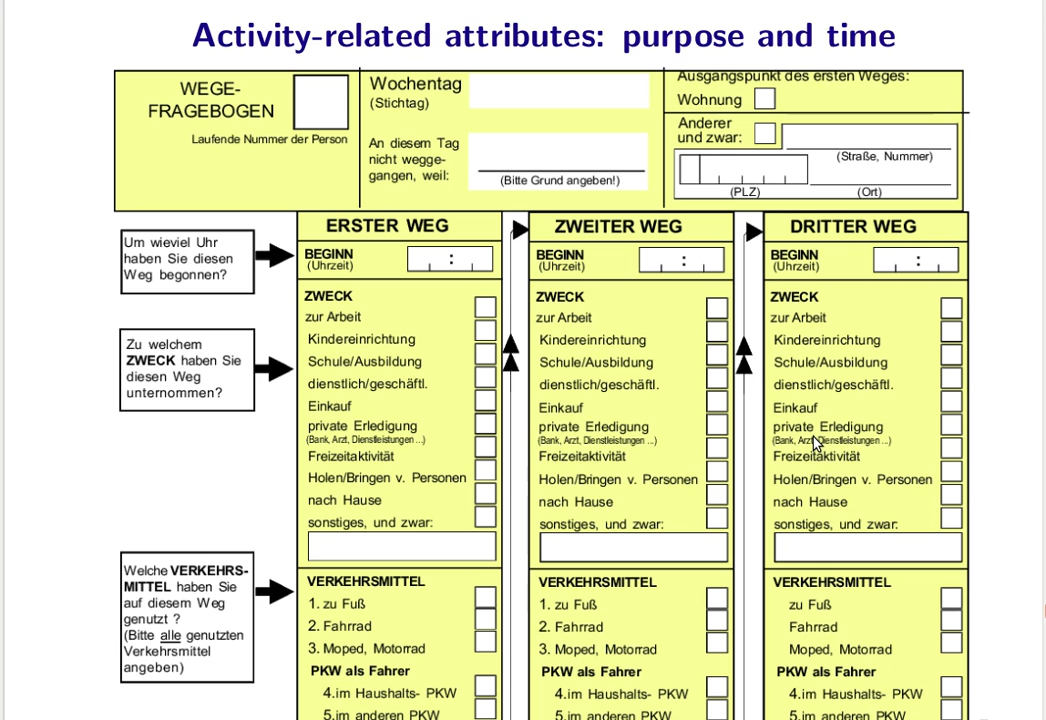 Activity-related attributes: purpose and time
WEGE-
FRAGEBOGEN
Laufende Nummer der Person
Wochentag
(Stichtag)
An diesem Tag
nicht wegge-
gangen, weil:
(Bitte Grund angeben!)
Ausgangspunkt des ersten Weges:
Wohnung
Anderer
und zwar:
(Straße, Nummer)
(PLZ)
(Ort)
Um wieviel Uhr
haben Sie diesen
Weg begonnen?
Zu welchem
ZWECK haben Sie
diesen Weg
unternommen?
Welche VERKEHRS-
MITTEL haben Sie
auf diesem Weg
genutzt ?
(Bitte alle genutzten
Verkehrsmittel
angeben)
ERSTER WEG
BEGINN
(Uhrzeit)
:
ZWECK
zur Arbeit
Kindereinrichtung
Schule/Ausbildung
dienstlich/geschäftl.
Einkauf
private Erledigung
(Bank, Arzt, Dienstleistungen ...)
Freizeitaktivität
Holen/Bringen v. Personen
nach Hause
sonstiges, und zwar:
VERKEHRSMITTEL
1. zu Fuß
2. Fahrrad
3. Moped, Motorrad
PKW als Fahrer
4.im Haushalts- PKW
5.im anderen PKW
ZWEITER WEG
BEGINN
(Uhrzeit)
:
ZWECK
zur Arbeit
Kindereinrichtung
Schule/Ausbildung
dienstlich/geschäftl.
Einkauf
private Erledigung
(Bank, Arzt, Dienstleistungen ...)
Freizeitaktivität
Holen/Bringen v. Personen
nach Hause
sonstiges, und zwar:
VERKEHRSMITTEL
1. zu Fuß
2. Fahrrad
3. Moped, Motorrad
PKW als Fahrer
4.im Haushalts- PKW
5.im anderen PKW
DRITTER WEG
BEGINN
(Uhrzeit)
:
ZWECK
zur Arbeit
Kindereinrichtung
Schule/Ausbildung
dienstlich/geschäftl.
Einkauf
private Erledigung
(Bank, Arzt, Dienstleistungen ...)
Freizeitaktivität
Holen/Bringen v. Personen
nach Hause
sonstiges, und zwar:
VERKEHRSMITTEL
zu Fuß
Fahrrad
Moped, Motorrad
PKW als Fahrer
4.im Haushalts- PKW
5.im anderen PKW